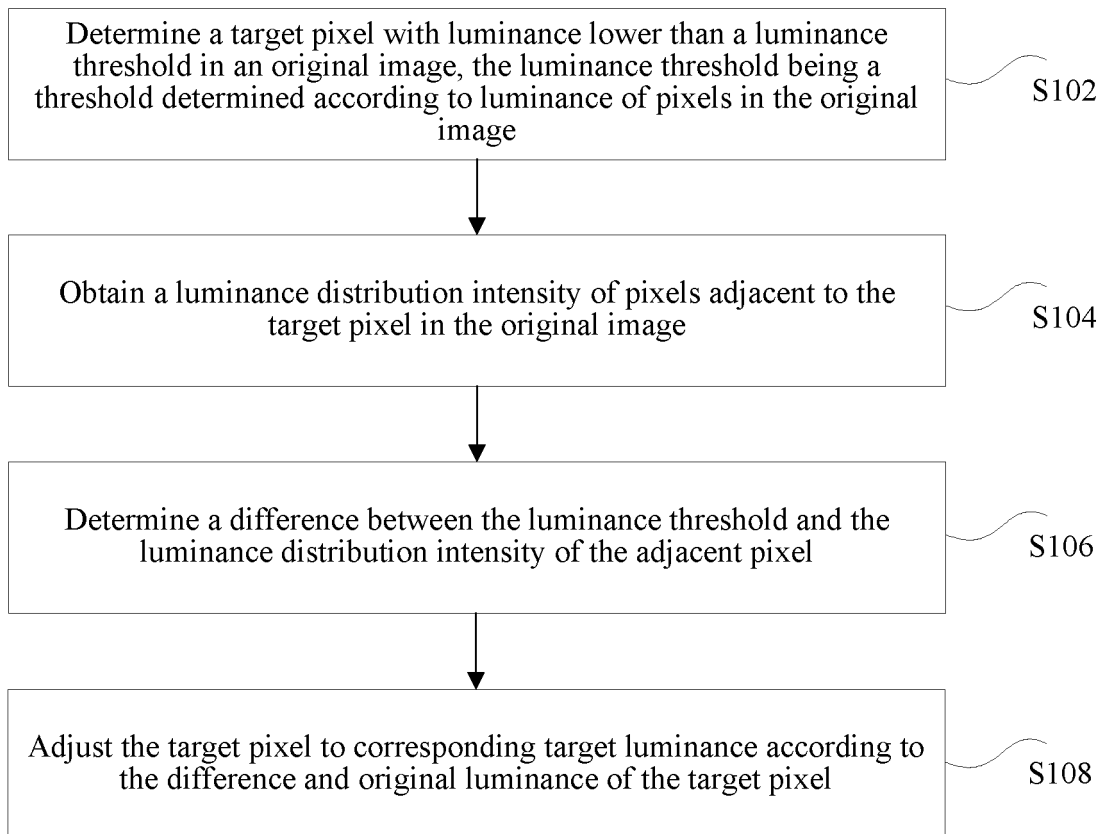 Determine a target pixel with luminance lower than a luminance
threshold in an original image, the luminance threshold being a
threshold determined according to luminance of pixels in the original
image
S102
Obtain a luminance distribution intensity of pixels adjacent to the
target pixel in the original image
S104
Determine a difference between the luminance threshold and the
luminance distribution intensity of the adjacent pixel
S106
Adjust the target pixel to corresponding target luminance according to
the difference and original luminance of the target pixel
S108